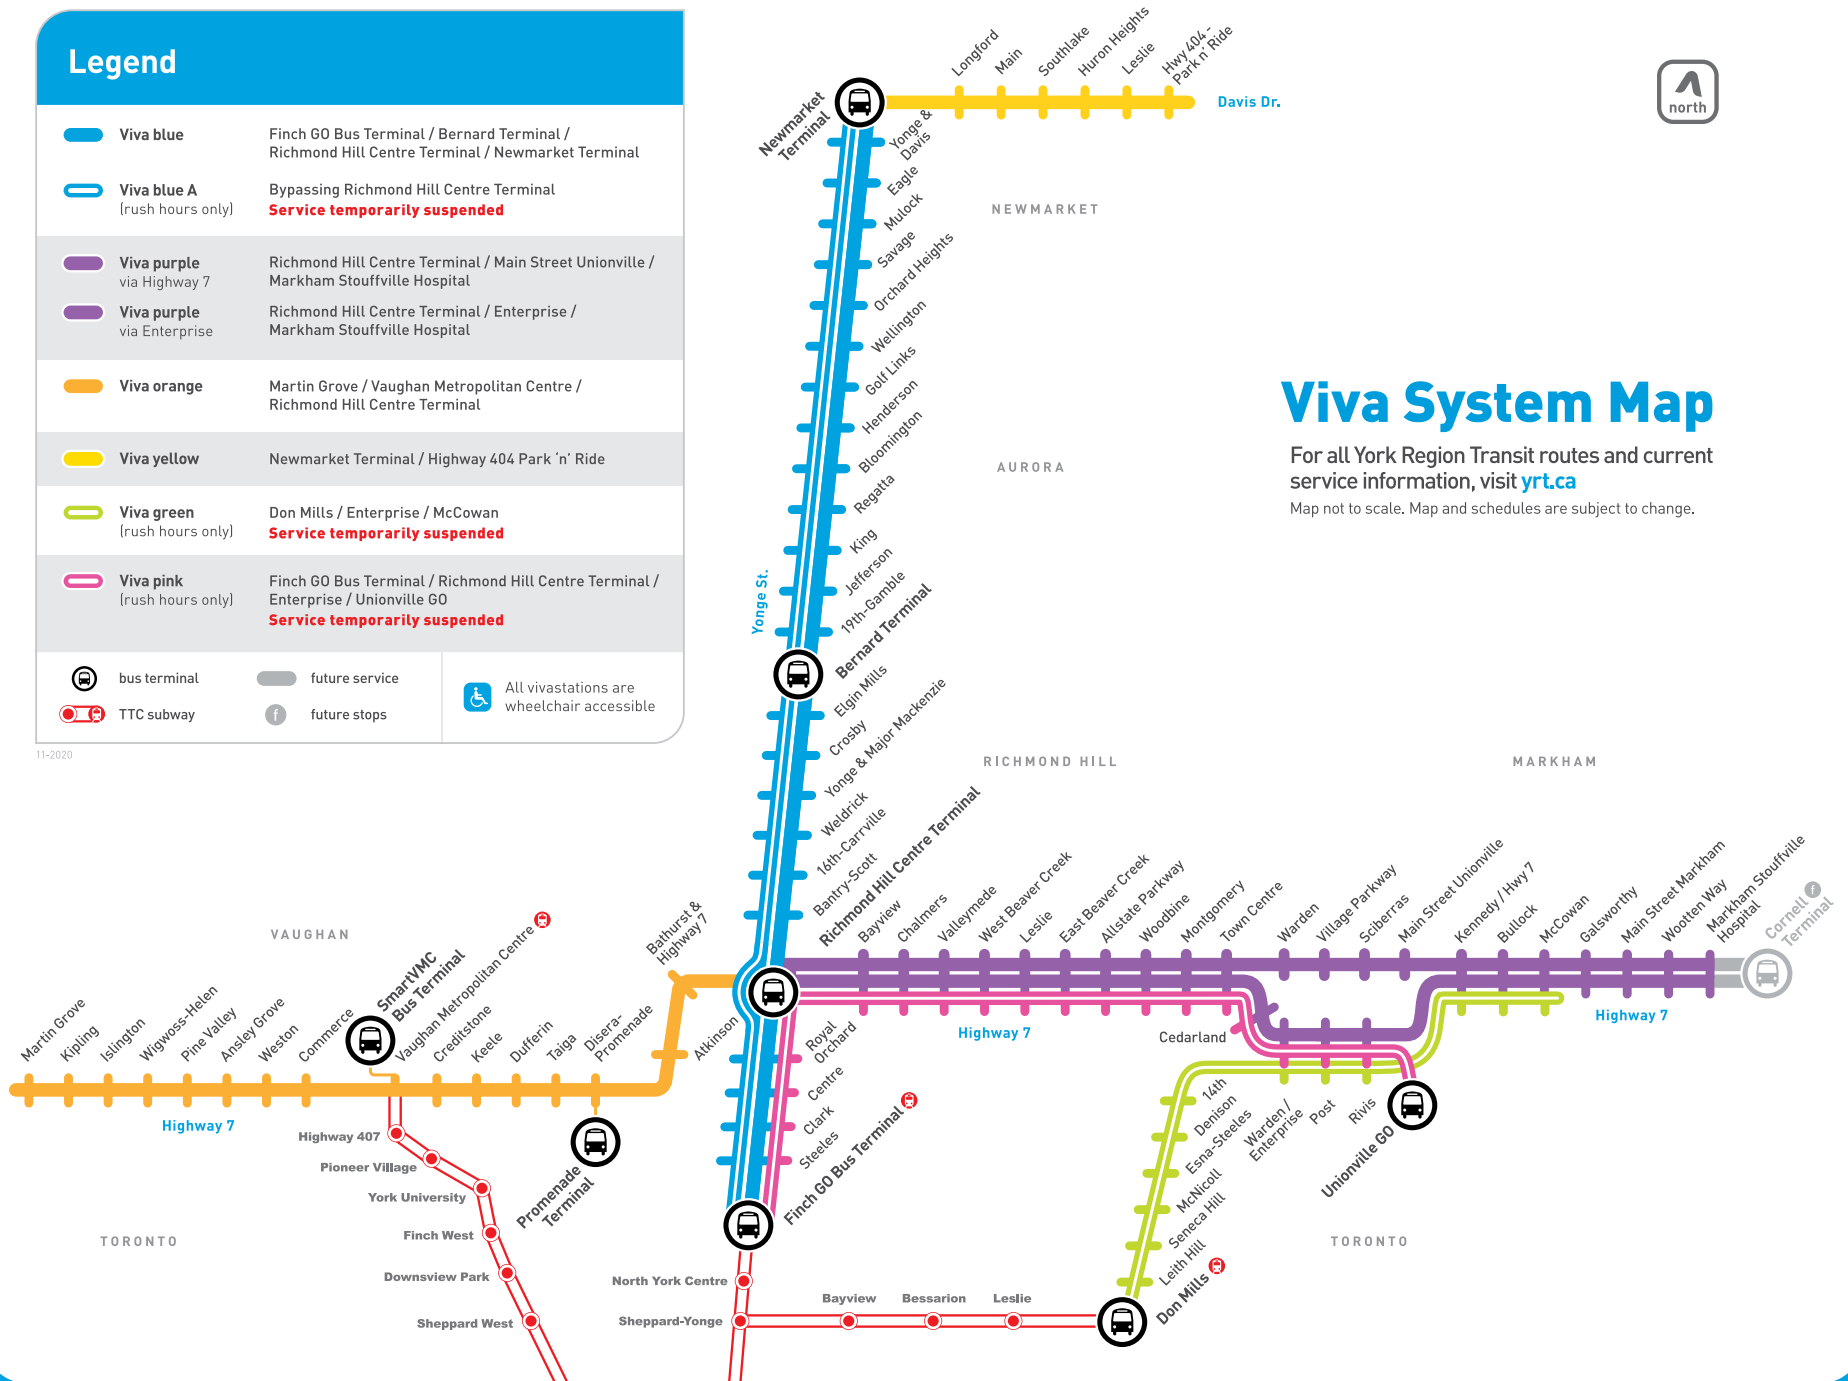 Legend
Viva blue
Finch GO Bus Terminal / Bernard Terminal /
Richmond Hill Centre Terminal / Newmarket Terminal
Viva blue A
(rush hours only)
Bypassing Richmond Hill Centre Terminal
Service temporarily suspended
Viva purple
via Highway 7
Richmond Hill Centre Terminal / Main Street Unionville /
Markham Stouffville Hospital
Viva purple
via Enterprise
Richmond Hill Centre Terminal / Enterprise /
Markham Stouffville Hospital
Viva orange
Martin Grove / Vaughan Metropolitan Centre /
Richmond Hill Centre Terminal
Viva yellow
Newmarket Terminal / Highway 404 Park ‘n’ Ride
Viva green
(rush hours only)
Don Mills / Enterprise / McCowan
Service temporarily suspended
Viva pink
(rush hours only)
Finch GO Bus Terminal / Richmond Hill Centre Terminal /
Enterprise / Unionville GO
Service temporarily suspended
bus terminal
future service
TTC subway
f
future stops
All vivastations are
wheelchair accessible
11-2020
north
Viva System Map
For all York Region Transit routes and current
service information, visit yrt.ca
Map not to scale. Map and schedules are subject to change.
Newmarket
Terminal
Longford
Main
Southlake
Huron Heights
Leslie
Hwy 404 -
Park n' Ride
Davis Dr.
Yonge &
Davis
Eagle
Mulock
Savage
Orchard Heights
Wellington
Golf Links
Henderson
Bloomington
Regatta
King
Jefferson
19th-Gamble
Bernard Terminal
Elgin Mills
Crosby
Yonge & Major Mackenzie
Weldrick
16th-Carrville
Bantry-Scott
Richmond Hill Centre Terminal
Yonge St.
NEWMARKET
AURORA
RICHMOND HILL
MARKHAM
VAUGHAN
TORONTO
TORONTO
Bayview
Chalmers
Valleymede
West Beaver Creek
Leslie
East Beaver Creek
Allstate Parkway
Woodbine
Montgomery
Town Centre
Warden
Village Parkway
Sciberras
Main Street Unionville
Kennedy / Hwy 7
Bullock
McCowan
Galsworthy
Main Street Markham
Wootten Way
Markham Stouffville
Hospital
Cornell
Terminal
f
Highway 7
Highway 7
Highway 7
Martin Grove
Kipling
Islington
Wigwoss-Helen
Pine Valley
Ansley Grove
Weston
Commerce
SmartVMC
Bus Terminal
Vaughan Metropolitan Centre
Creditstone
Keele
Dufferin
Taiga
Disera-
Promenade
Bathurst &
Highway 7
Promenade
Terminal
Atkinson
Royal
Orchard
Centre
Clark
Steeles
Finch GO Bus Terminal
Cedarland
14th
Denison
Esna-Steeles
McNicoll
Seneca Hill
Leith Hill
Don Mills
Warden /
Enterprise
Post
Rivis
Unionville GO
Highway 407
Pioneer Village
York University
Finch West
Downsview Park
Sheppard West
North York Centre
Sheppard-Yonge
Bayview
Bessarion
Leslie